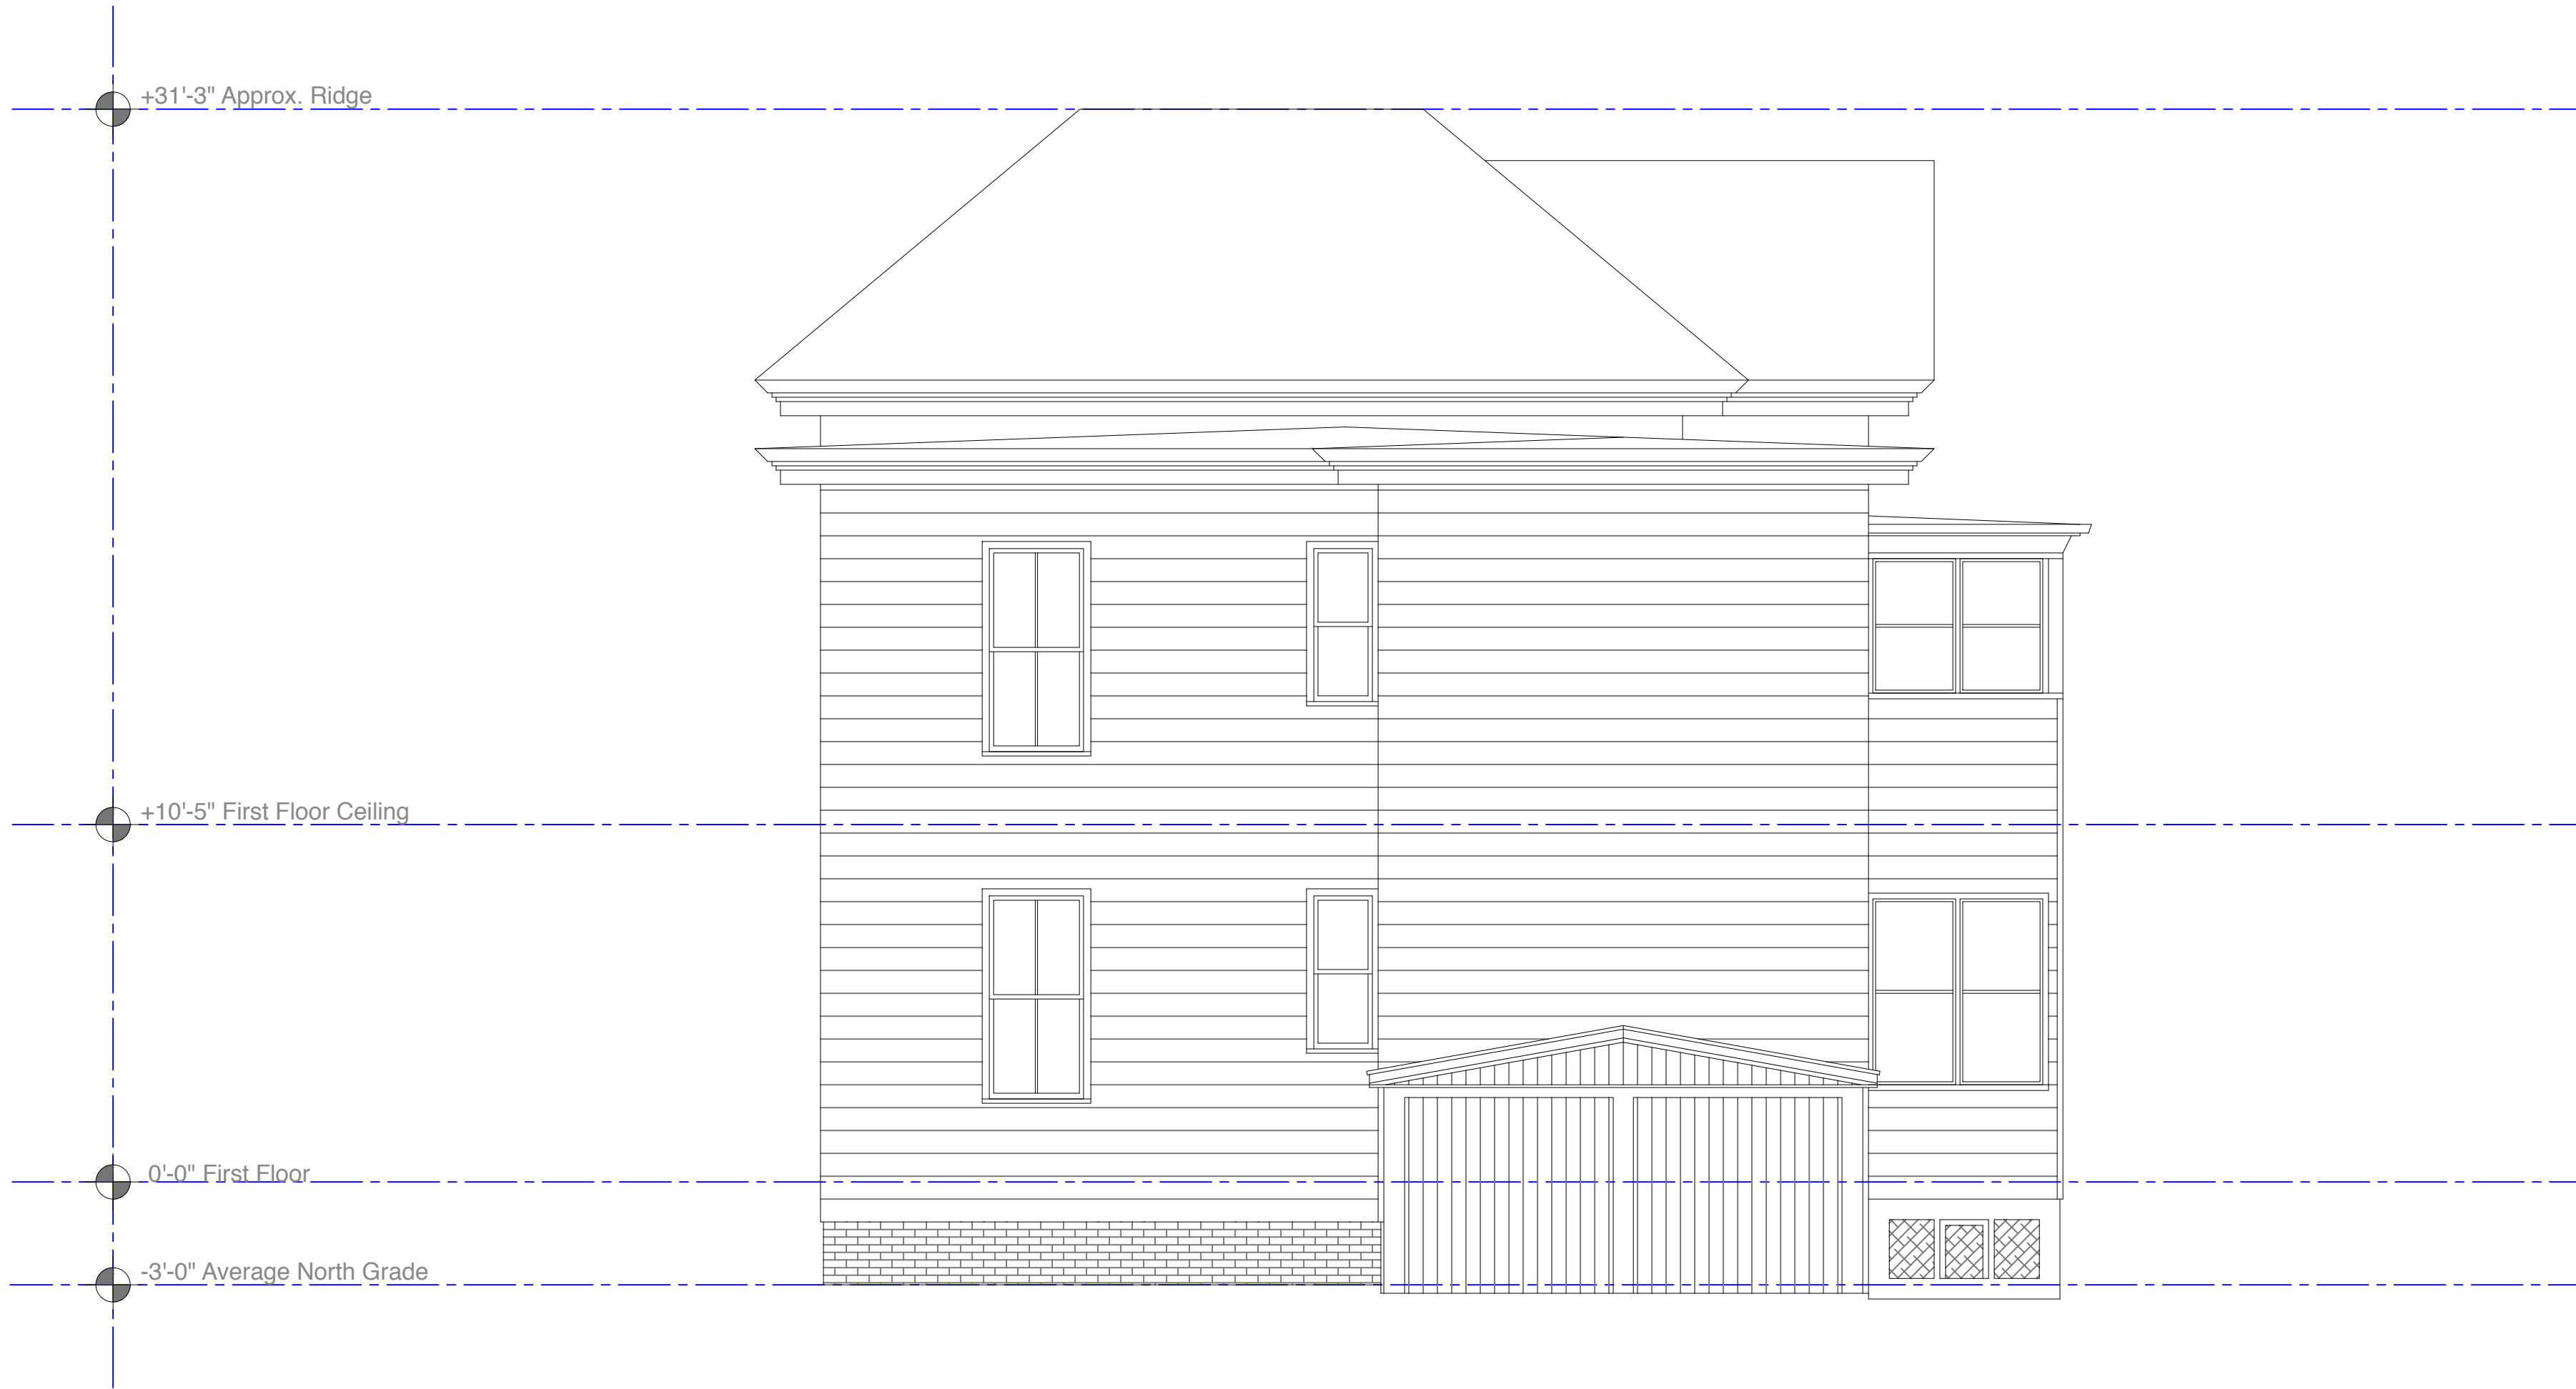 +31'-3" Approx. Ridge
+10'-5" First Floor Ceiling
0'-0" First Floor
-3'-0" Average North Grade